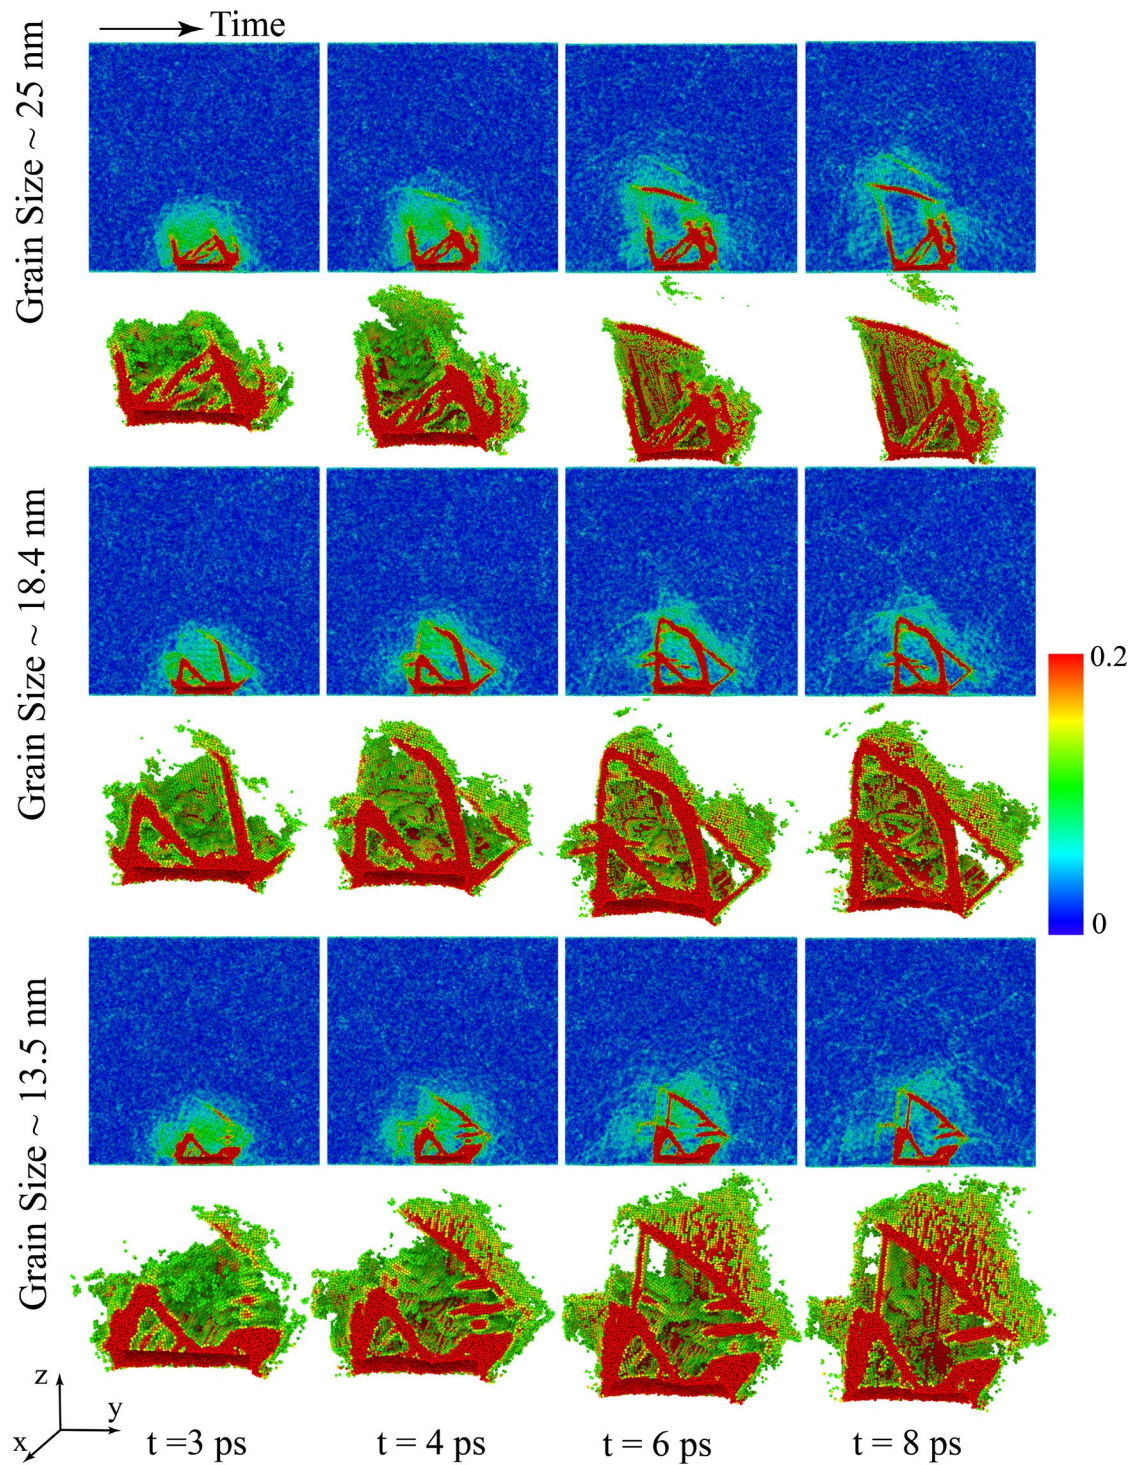 Time
Grain Size ~ 25 nm
Grain Size ~ 18.4 nm
0.2
0
Grain Size ~ 13.5 nm
z
y
x
t =3 ps
t = 4 ps
t = 6 ps
t = 8 ps